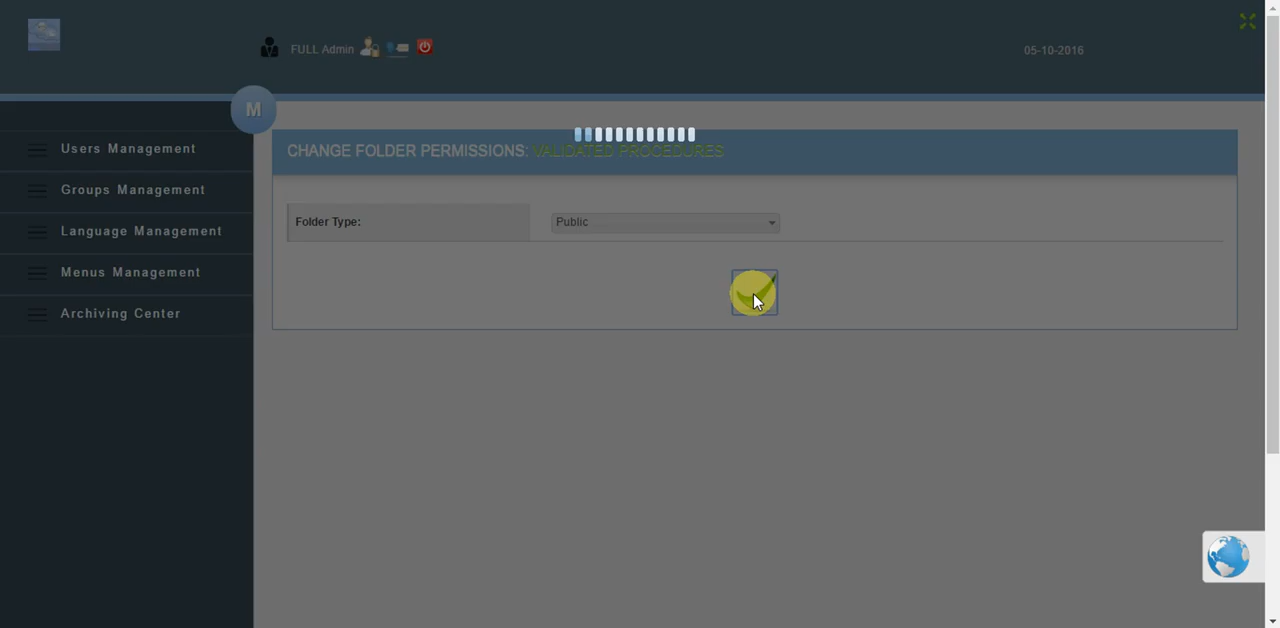 FULL Admin
05-10-2016
M
Users Management
Groups Management
Language Management
Menus Management
Archiving Center
CHANGE FOLDER PERMISSIONS: VALIDATED PROCEDURES
Folder Type:
Public